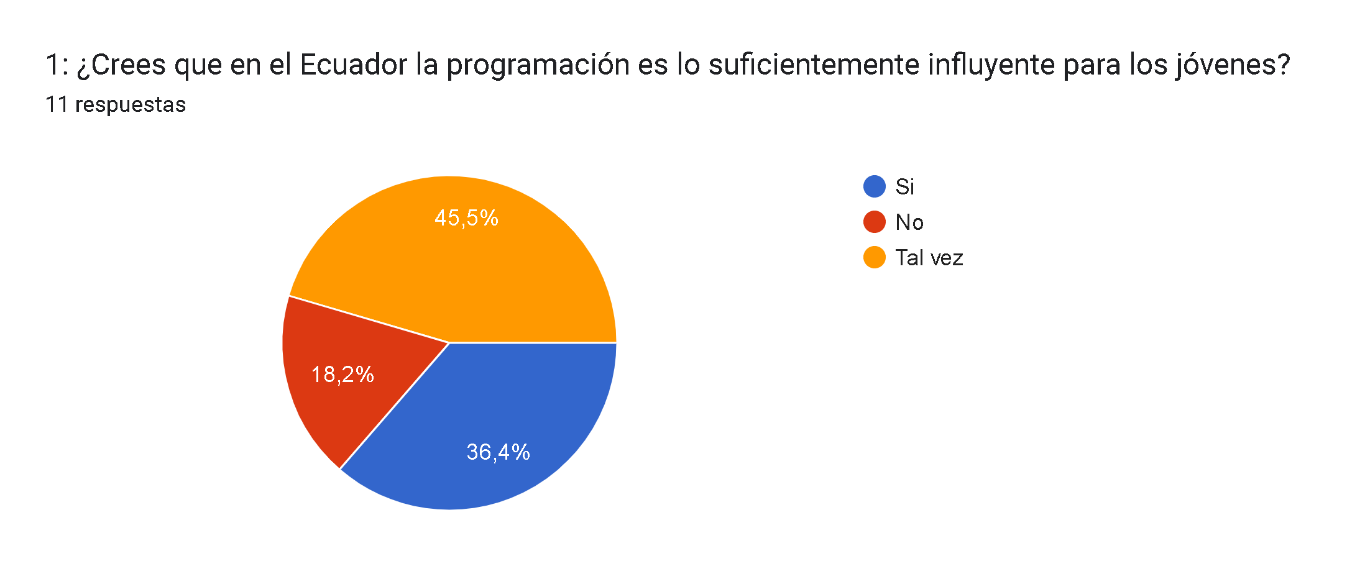 1: ¿Crees que en el Ecuador la programación es lo suficientemente influyente para los jóvenes?
11 respuestas
Si
No
Tal vez
45,5%
18,2%
36,4%